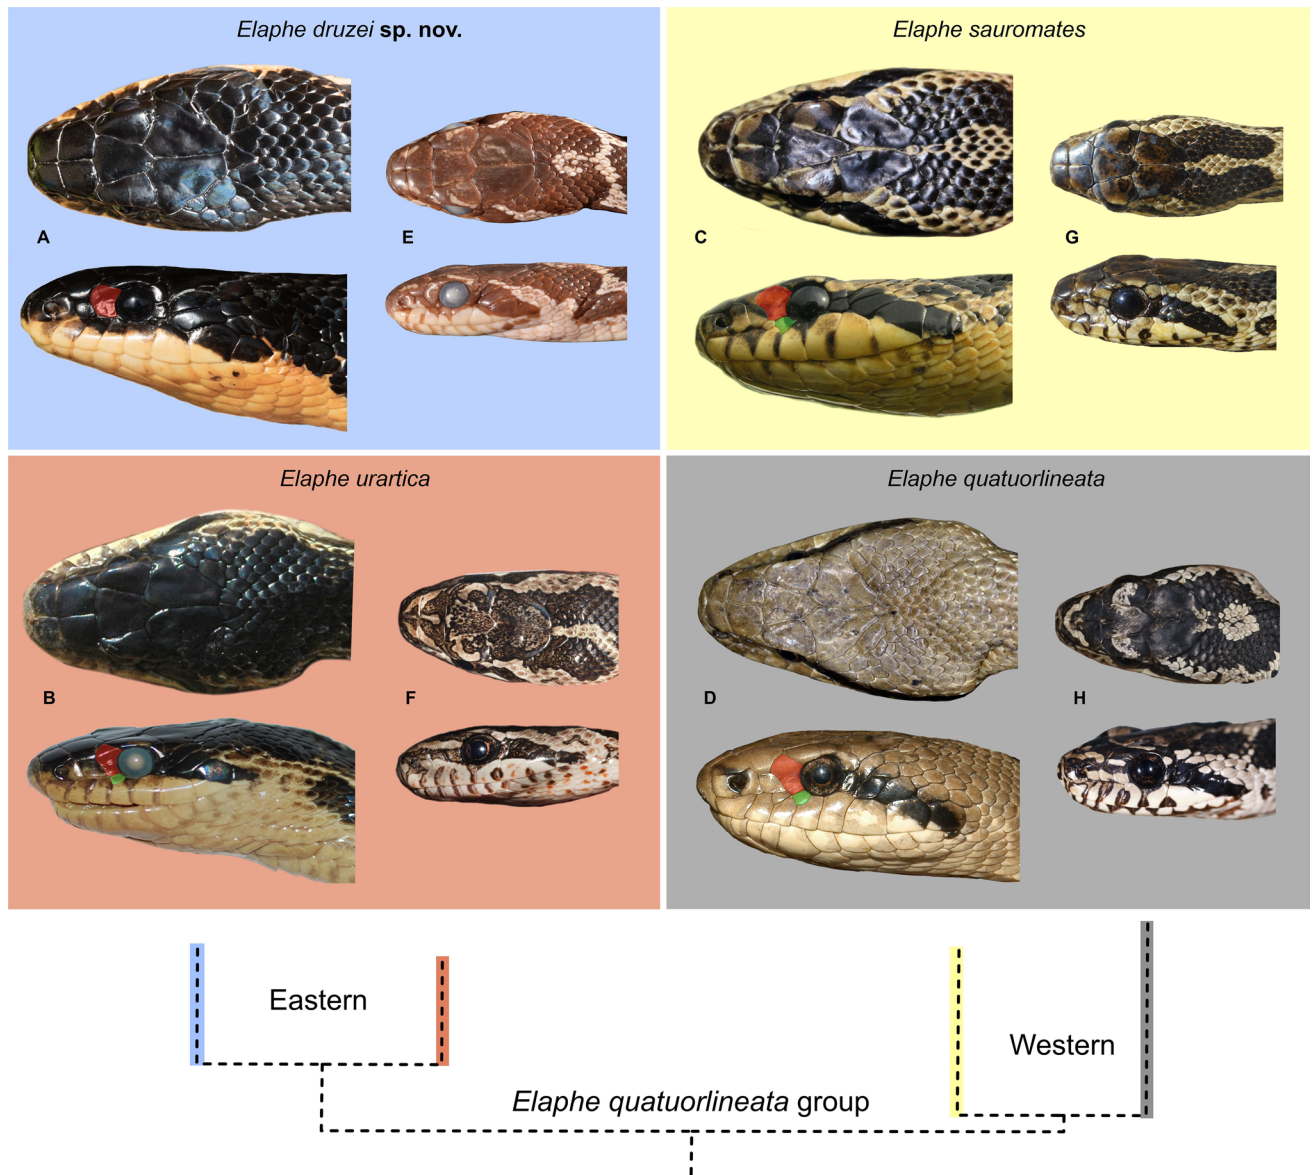 Elaphe druzei sp. nov.
Elaphe sauromates
A
E
C
G
Elaphe urartica
Elaphe quatuorlineata
B
F
D
H
Eastern
Western
Elaphe quatuorlineata group